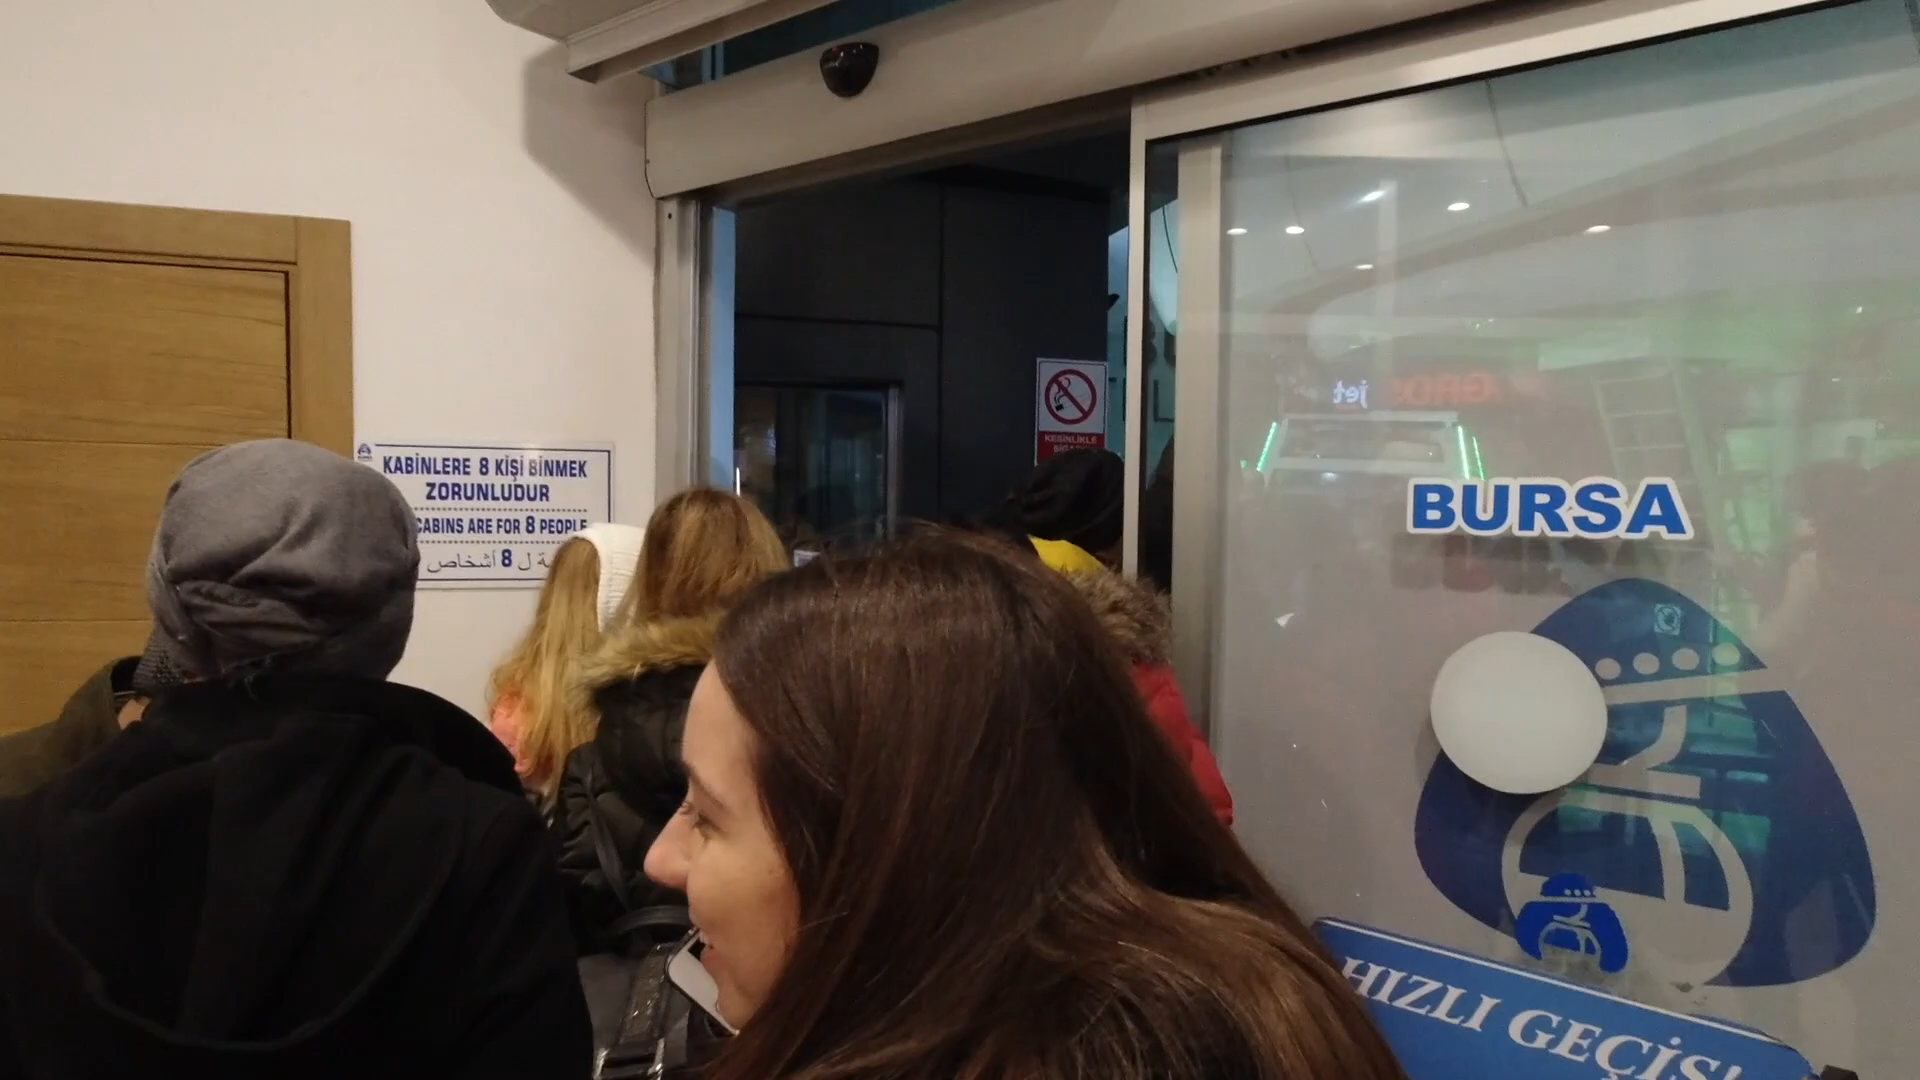 KABİNLERE 8 KİŞİ BİNMEK
ZORUNLUDUR
CABINS ARE FOR 8 PEOPLE
ل 8 أشخاص
KESİNLİKLE
jet
BURSA
HIZLI GEÇİŞ